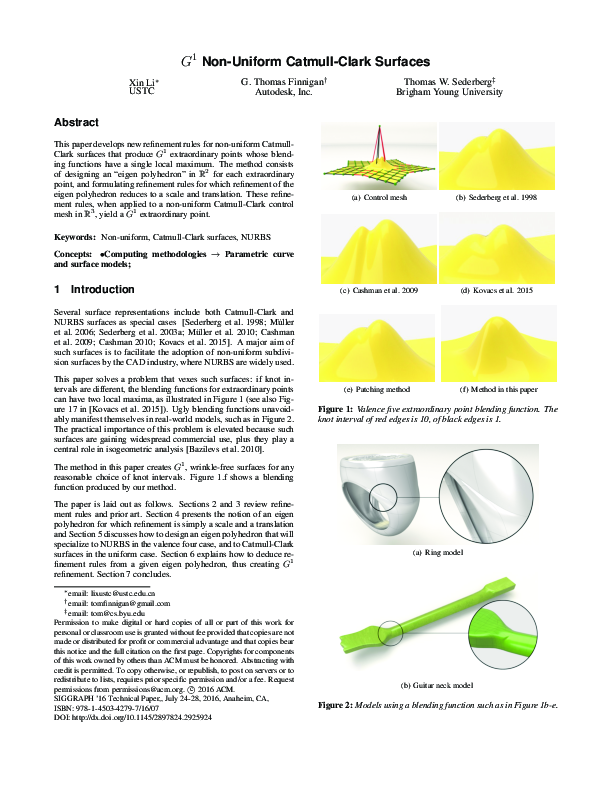 G¹ Non-Uniform Catmull-Clark Surfaces
Xin Li∗
USTC
G. Thomas Finnigan†
Autodesk, Inc.
Thomas W. Sederberg‡
Brigham Young University
Abstract
This paper develops new refinement rules for non-uniform Catmull-
Clark surfaces that produce G¹ extraordinary points whose blend-
ing functions have a single local maximum. The method consists
of designing an “eigen polyhedron” in ℝ² for each extraordinary
point, and formulating refinement rules for which refinement of the
eigen polyhedron reduces to a scale and translation. These refine-
ment rules, when applied to a non-uniform Catmull-Clark control
mesh in ℝ³, yield a G¹ extraordinary point.
Keywords: Non-uniform, Catmull-Clark surfaces, NURBS
Concepts: •Computing methodologies → Parametric curve
and surface models;
1 Introduction
Several surface representations include both Catmull-Clark and
NURBS surfaces as special cases [Sederberg et al. 1998; Müller
et al. 2006; Sederberg et al. 2003a; Müller et al. 2010; Cashman
et al. 2009; Cashman 2010; Kovacs et al. 2015]. A major aim of
such surfaces is to facilitate the adoption of non-uniform subdivi-
sion surfaces by the CAD industry, where NURBS are widely used.
This paper solves a problem that vexes such surfaces: if knot in-
tervals are different, the blending functions for extraordinary points
can have two local maxima, as illustrated in Figure 1 (see also Fig-
ure 17 in [Kovacs et al. 2015]). Ugly blending functions unavoid-
ably manifest themselves in real-world models, such as in Figure 2.
The practical importance of this problem is elevated because such
surfaces are gaining widespread commercial use, plus they play a
central role in isogeometric analysis [Bazilevs et al. 2010].
The method in this paper creates G¹, wrinkle-free surfaces for any
reasonable choice of knot intervals. Figure 1.f shows a blending
function produced by our method.
The paper is laid out as follows. Sections 2 and 3 review refine-
ment rules and prior art. Section 4 presents the notion of an eigen
polyhedron for which refinement is simply a scale and a translation
and Section 5 discusses how to design an eigen polyhedron that will
specialize to NURBS in the valence four case, and to Catmull-Clark
surfaces in the uniform case. Section 6 explains how to deduce re-
finement rules from a given eigen polyhedron, thus creating G¹
refinement. Section 7 concludes.
∗email: lixustc@ustc.edu.cn
†email: tomfinnigan@gmail.com
‡email: tom@cs.byu.edu
Permission to make digital or hard copies of all or part of this work for
personal or classroom use is granted without fee provided that copies are not
made or distributed for profit or commercial advantage and that copies bear
this notice and the full citation on the first page. Copyrights for components
of this work owned by others than ACM must be honored. Abstracting with
credit is permitted. To copy otherwise, or republish, to post on servers or to
redistribute to lists, requires prior specific permission and/or a fee. Request
permissions from permissions@acm.org. © 2016 ACM.
SIGGRAPH ’16 Technical Paper,, July 24-28, 2016, Anaheim, CA,
ISBN: 978-1-4503-4279-7/16/07
DOI: http://dx.doi.org/10.1145/2897824.2925924
(a) Control mesh
(b) Sederberg et al. 1998
(c) Cashman et al. 2009
(d) Kovacs et al. 2015
(e) Patching method
(f) Method in this paper
Figure 1: Valence five extraordinary point blending function. The
knot interval of red edges is 10, of black edges is 1.
(a) Ring model
(b) Guitar neck model
Figure 2: Models using a blending function such as in Figure 1b-e.